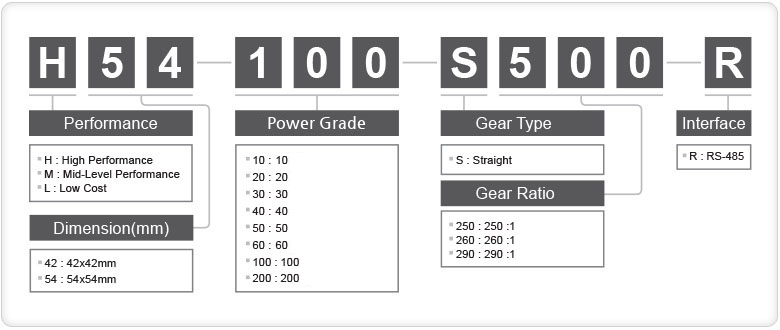 H54-100-S500-R
Performance
H : High Performance
M : Mid-Level Performance
L : Low Cost
Dimension(mm)
42 : 42x42mm
54 : 54x54mm
Power Grade
10 : 10
20 : 20
30 : 30
40 : 40
50 : 50
60 : 60
100 : 100
200 : 200
Gear Type
S : Straight
Gear Ratio
250 : 250 :1
260 : 260 :1
290 : 290 :1
Interface
R : RS-485